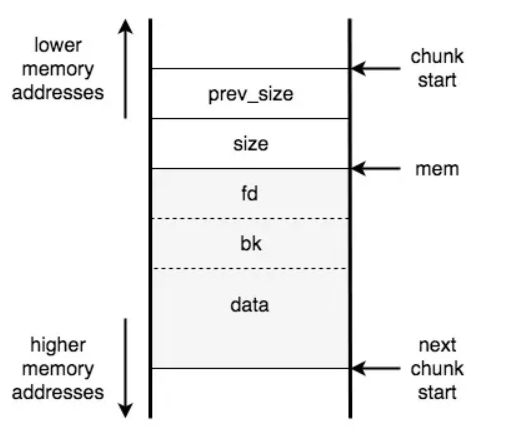 lower
memory
addresses
chunk
start
prev_size
size
mem
fd
bk
data
higher
memory
addresses
next
chunk
start